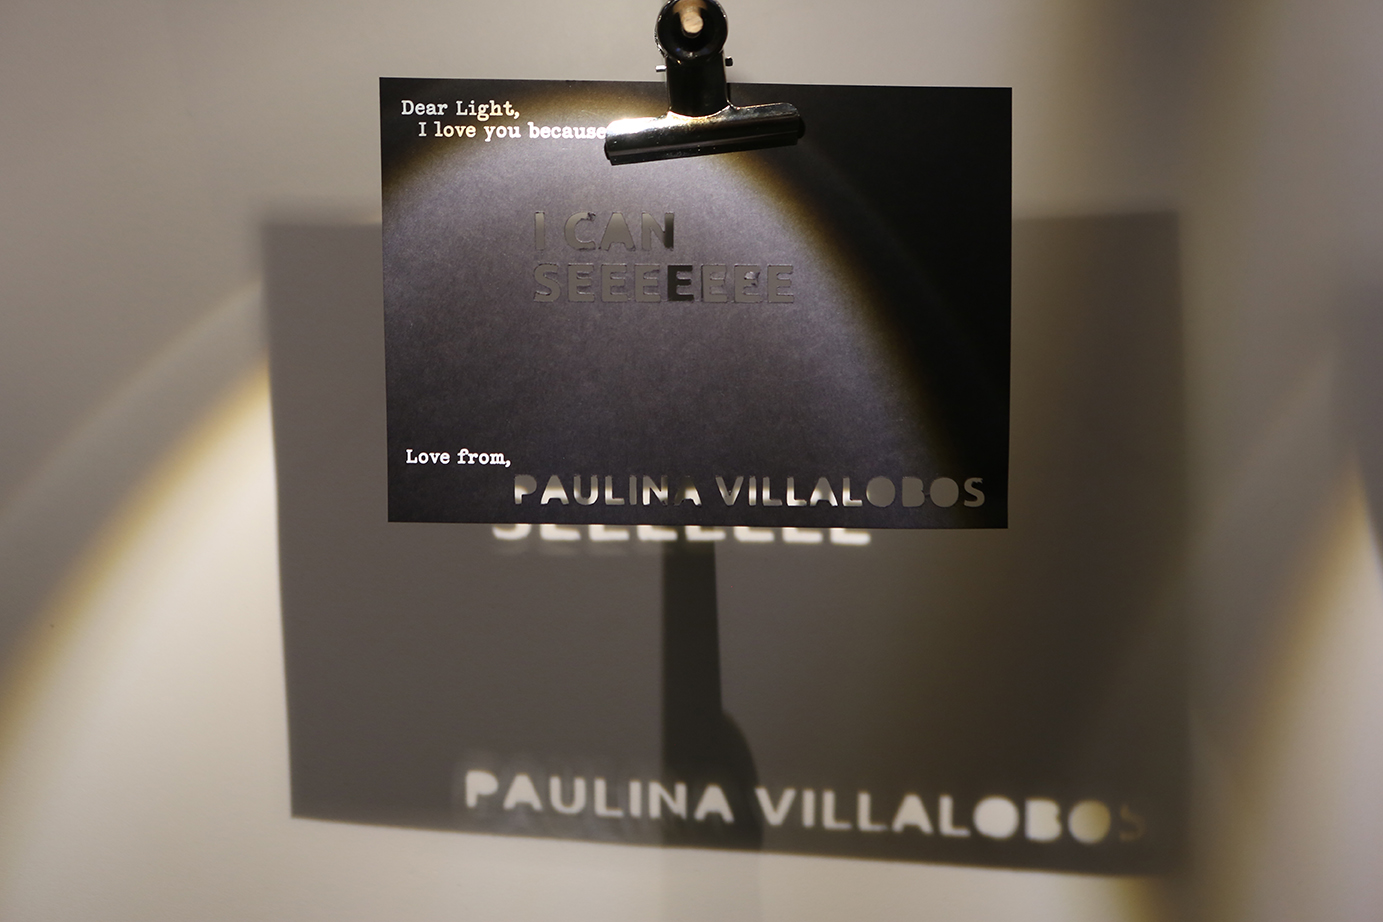 Dear Light,
I love you because
I CAN
SEEEEEEE
Love from,
PAULINA VILLALOBOS
SEEEEEEE
PAULINA VILLALOBOS